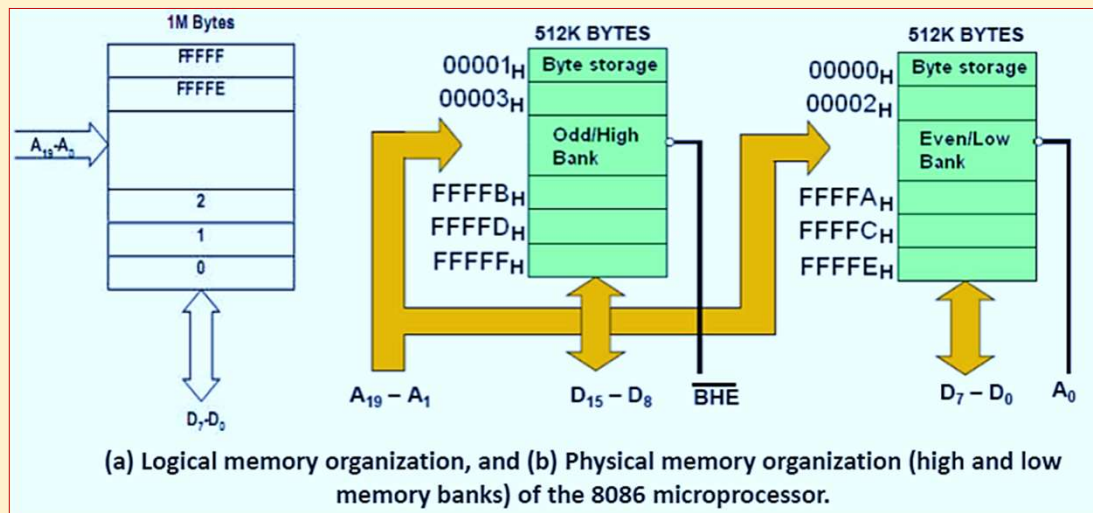 1M Bytes
FFFFF
FFFFE
A₁₉-A₀
2
1
0
D₇-D₀
512K BYTES
00001H Byte storage
00003H
Odd/High
Bank
FFFFBH
FFFFDH
FFFFFH
A₁₉ – A₁
D₁₅ – D₈
B̅H̅E̅
512K BYTES
00000H Byte storage
00002H
Even/Low
Bank
FFFFAH
FFFFCH
FFFFEH
D₇ – D₀
A₀
(a) Logical memory organization, and (b) Physical memory organization (high and low
memory banks) of the 8086 microprocessor.